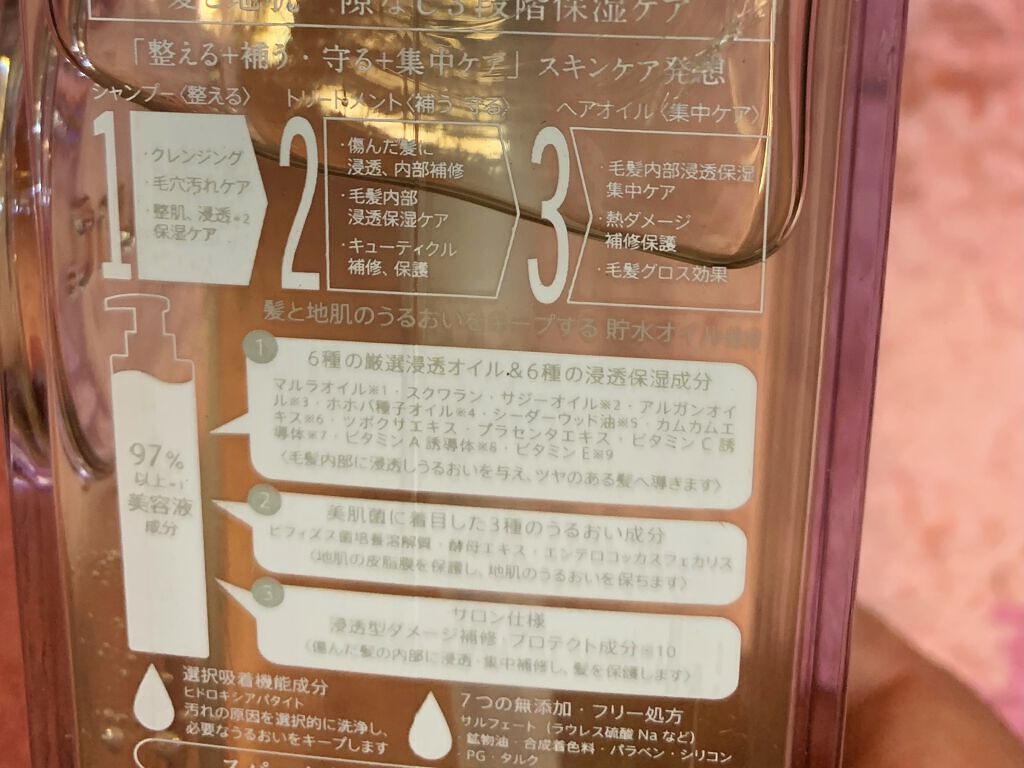 髪と地肌 隙なし3段階保湿ケア
「整える+補う・守る+集中ケア」スキンケア発想
シャンプー〈整える〉
1
・クレンジング
・毛穴汚れケア
・整肌、浸透※2
保湿ケア
トリートメント〈補う・守る〉
2
・傷んだ髪に
浸透、内部補修
・毛髪内部
浸透保湿ケア
・キューティクル
補修、保護
ヘアオイル〈集中ケア〉
3
・毛髪内部浸透保湿
集中ケア
・熱ダメージ
補修保護
・毛髪グロス効果
髪と地肌のうるおいをキープする 貯水オイル
97%
以上
美容液
成分
1
6種の厳選浸透オイル&6種の浸透保湿成分
マルラオイル※1・スクワラン・サジーオイル※2・アルガンオイ
ル※3・ホホバ種子オイル※4・シーダーウッド油※5・カムカムエ
キス※6・ツボクサエキス・プラセンタエキス・ビタミンC誘
導体※7・ビタミンA誘導体※8・ビタミンE※9
〈毛髪内部に浸透しうるおいを与え、ツヤのある髪へ導きます〉
2
美肌菌に着目した3種のうるおい成分
ビフィズス菌培養溶解質・酵母エキス・エンテロコッカスフェカリス
〈地肌の皮脂膜を保護し、地肌のうるおいを保ちます〉
3
サロン仕様
浸透型ダメージ補修・プロテクト成分※10
〈傷んだ髪の内部に浸透・集中補修し、髪を保護します〉
選択吸着機能成分
ヒドロキシアパタイト
汚れの原因を選択的に洗浄し、
必要なうるおいをキープします
7つの無添加・フリー処方
サルフェート（ラウレス硫酸Naなど）
・鉱物油・合成着色料・パラベン・シリコン
・PG・タルク